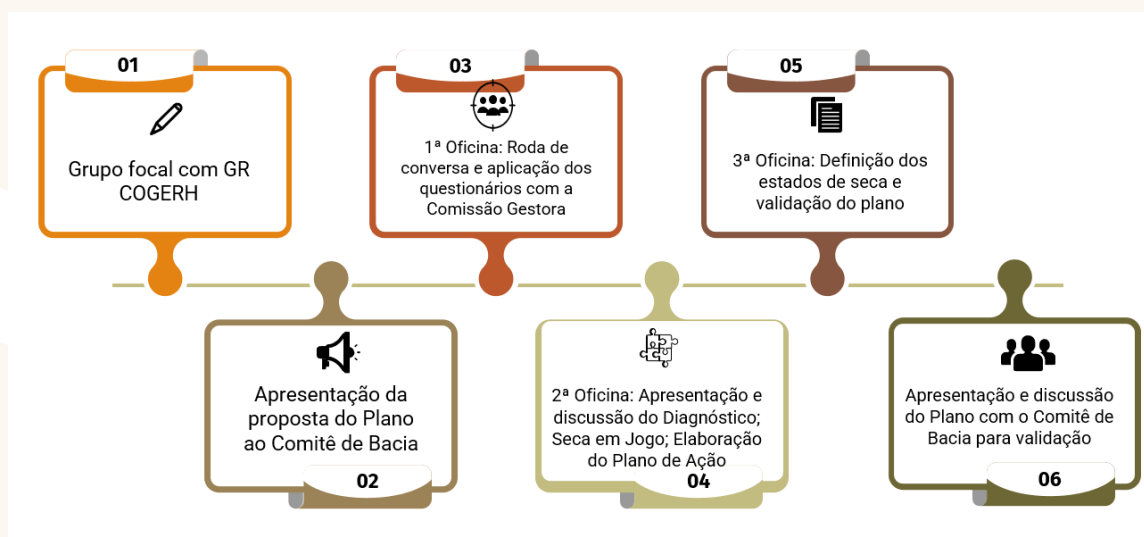 01
Grupo focal com GR
COGERH
02
Apresentação da
proposta do Plano
ao Comitê de Bacia
03
1ª Oficina: Roda de
conversa e aplicação dos
questionários com a
Comissão Gestora
04
2ª Oficina: Apresentação e
discussão do Diagnóstico;
Seca em Jogo; Elaboração
do Plano de Ação
05
3ª Oficina: Definição dos
estados de seca e
validação do plano
06
Apresentação e discussão
do Plano com o Comitê de
Bacia para validação